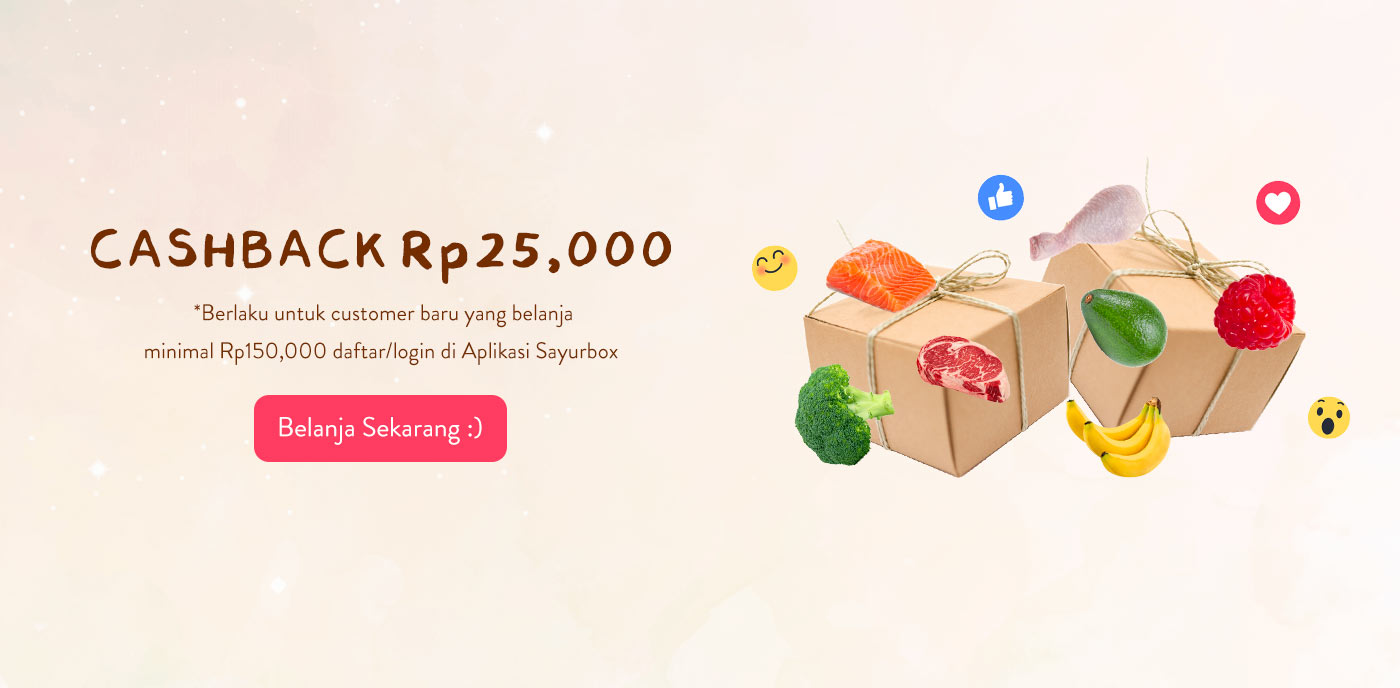 CASHBACK Rp25,000
*Berlaku untuk customer baru yang belanja
minimal Rp150,000 daftar/login di Aplikasi Sayurbox
Belanja Sekarang :)